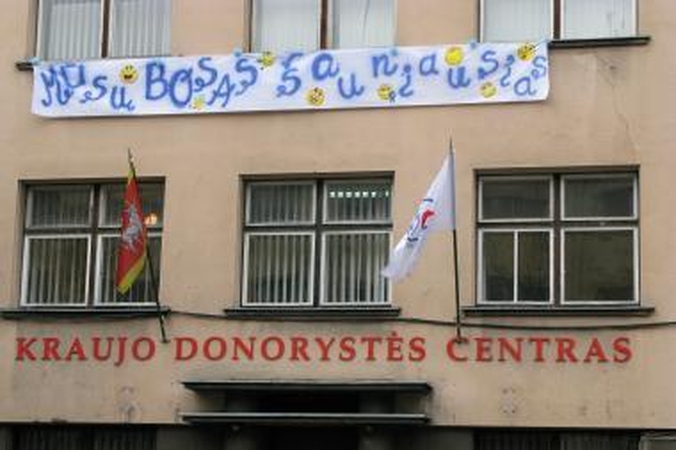 Mūsų BOSAS šauniausias
KRAUJO DONORYSTĖS CENTRAS